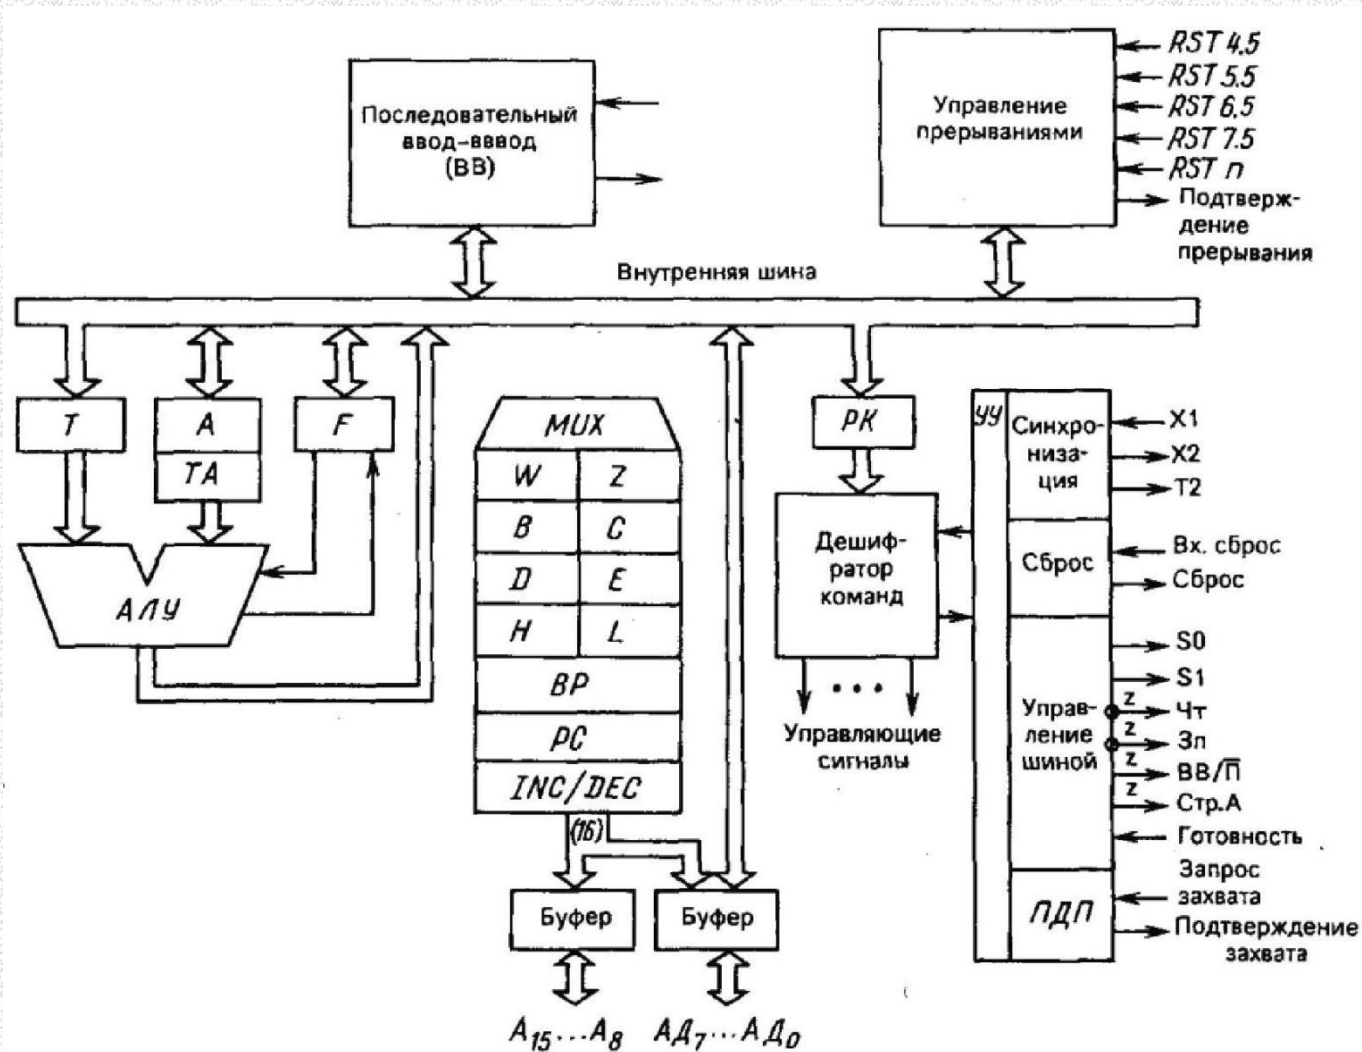 Последовательный
ввод-вввод
(ВВ)
Управление
прерываниями
RST 4.5
RST 5.5
RST 6.5
RST 7.5
RST n
Подтверж-
дение
прерывания
Внутренняя шина
T
A
TA
F
АЛУ
MUX
W Z
B C
D E
H L
BP
PC
INC/DEC
(16)
Буфер
Буфер
A15...A8
АД7...АД0
РК
Дешиф-
ратор
команд
Управляющие
сигналы
УУ
Синхро-
низа-
ция
X1
X2
T2
Сброс
Вх. сброс
Сброс
Управ-
ление
шиной
S0
S1
z Чт
z Зп
z ВВ/П̅
z Стр.А
Готовность
ПДП
Запрос
захвата
Подтверждение
захвата